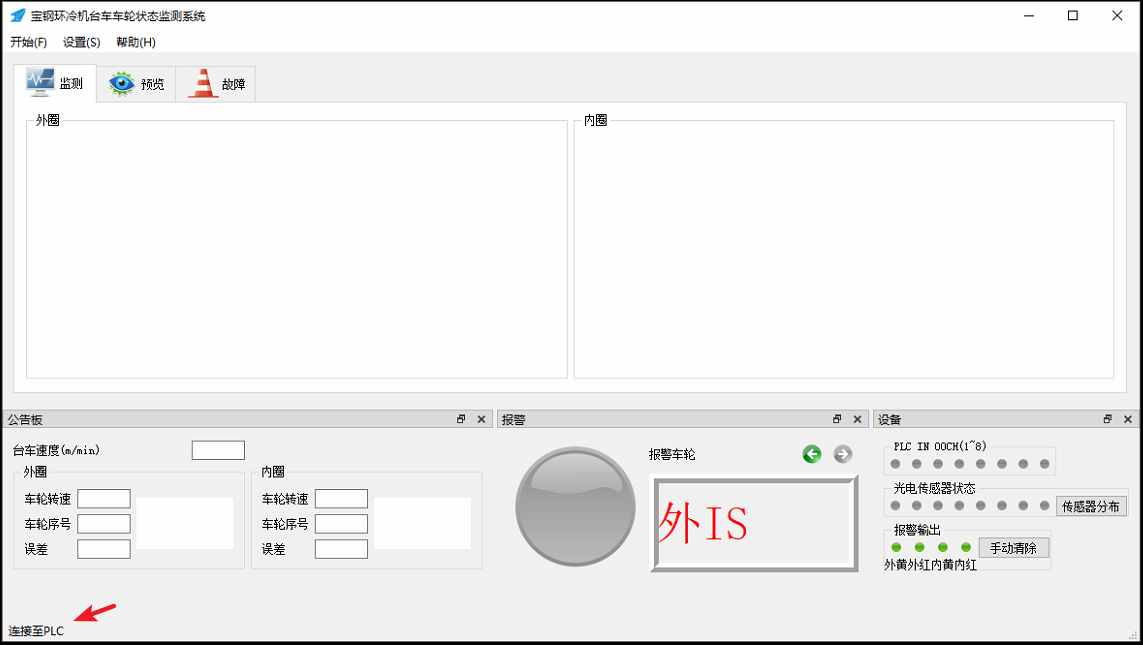 宝钢环冷机台车车轮状态监测系统
开始(F) 设置(S) 帮助(H)
监测 预览 故障
外圈 内圈
公告板 报警 设备
台车速度(m/min)
外圈
车轮转速
车轮序号
误差
内圈
车轮转速
车轮序号
误差
报警车轮
外IS
PLC IN 00CH(1~8)
光电传感器状态
传感器分布
报警输出
手动清除
外黄外红内黄内红
连接至PLC